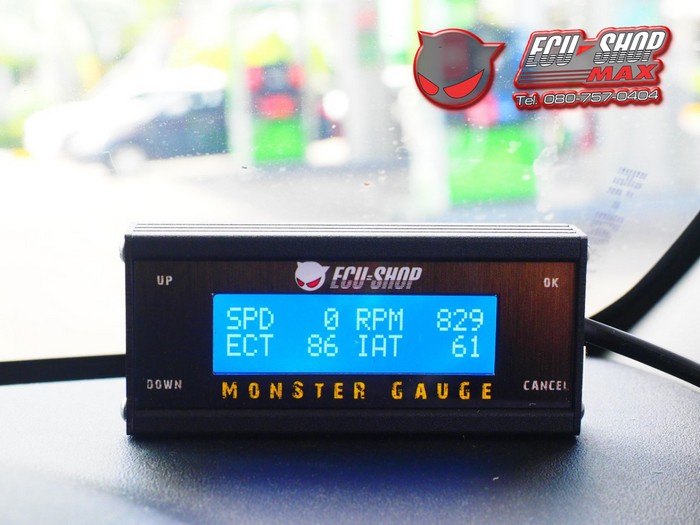 ECU-SHOP
MAX
Tel. 080-757-0404
UP
ECU-SHOP
OK
SPD 0 RPM 829
ECT 86 IAT 61
DOWN
MONSTER GAUGE
CANCEL